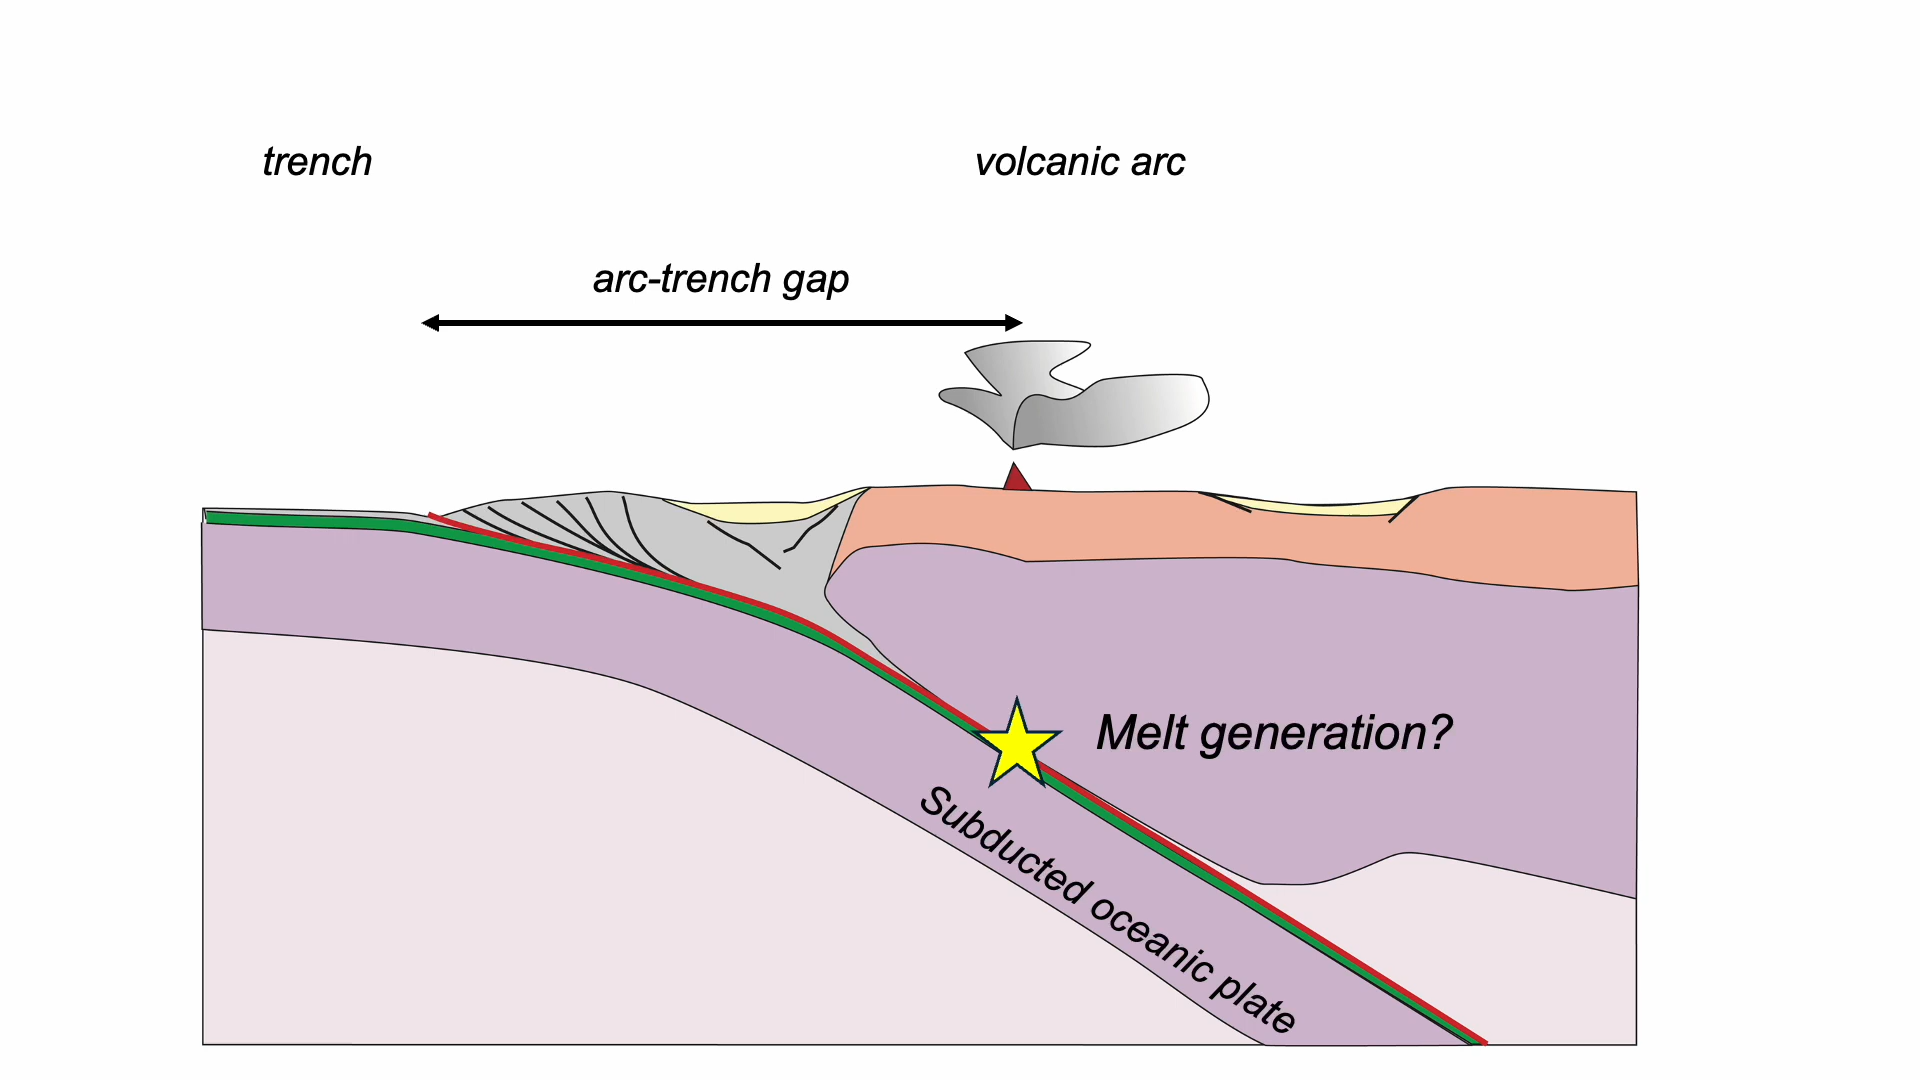 trench
volcanic arc
arc-trench gap
Melt generation?
Subducted oceanic plate